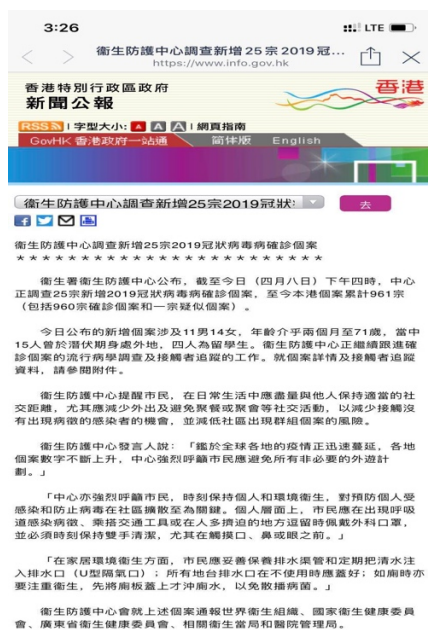 3:26
LTE
衞生防護中心調查新增 25 宗 2019 冠...
https://www.info.gov.hk
香港特別行政區政府
新聞公報
香港
RSS | 字型大小: A A A | 網頁指南
GovHK 香港政府一站通 简体版 English
衞生防護中心調查新增25宗2019冠狀
去
衞生防護中心調查新增25宗2019冠狀病毒病確診個案
* * * * * * * * * * * * * * * * * * * * * * * * *
衞生署衞生防護中心公布，截至今日（四月八日）下午四時，中心
正調查25宗新增2019冠狀病毒病確診個案，至今本港個案累計961宗
（包括960宗確診個案和一宗疑似個案）。
今日公布的新增個案涉及11男14女，年齡介乎兩個月至71歲，當中
15人曾於潛伏期身處外地，四人為留學生。衞生防護中心正繼續跟進確
診個案的流行病學調查及接觸者追蹤的工作。就個案詳情及接觸者追蹤
資料，請參閱附件。
衞生防護中心提醒市民，在日常生活中應盡量與他人保持適當的社
交距離，尤其應減少外出及避免聚餐或聚會等社交活動，以減少接觸沒
有出現病徵的感染者的機會，並減低社區出現群組個案的風險。
衞生防護中心發言人說：「鑑於全球各地的疫情正迅速蔓延，各地
個案數字不斷上升，中心強烈呼籲市民應避免所有非必要的外遊計
劃。」
「中心亦強烈呼籲市民，時刻保持個人和環境衞生，對預防個人受
感染和防止病毒在社區擴散至為關鍵。個人層面上，市民應在出現呼吸
道感染病徵、乘搭交通工具或在人多擠迫的地方逗留時佩戴外科口罩，
並必須時刻保持雙手清潔，尤其在觸摸口、鼻或眼之前。」
「在家居環境衞生方面，市民應妥善保養排水渠管和定期把清水注
入排水口（U型隔氣口）；所有地台排水口在不使用時應蓋好；如廁時亦
要注重衞生，先將廁板蓋上才沖廁水，以免散播病菌。」
衞生防護中心會就上述個案通報世界衞生組織、國家衞生健康委員
會、廣東省衞生健康委員會、相關衞生當局和醫院管理局。